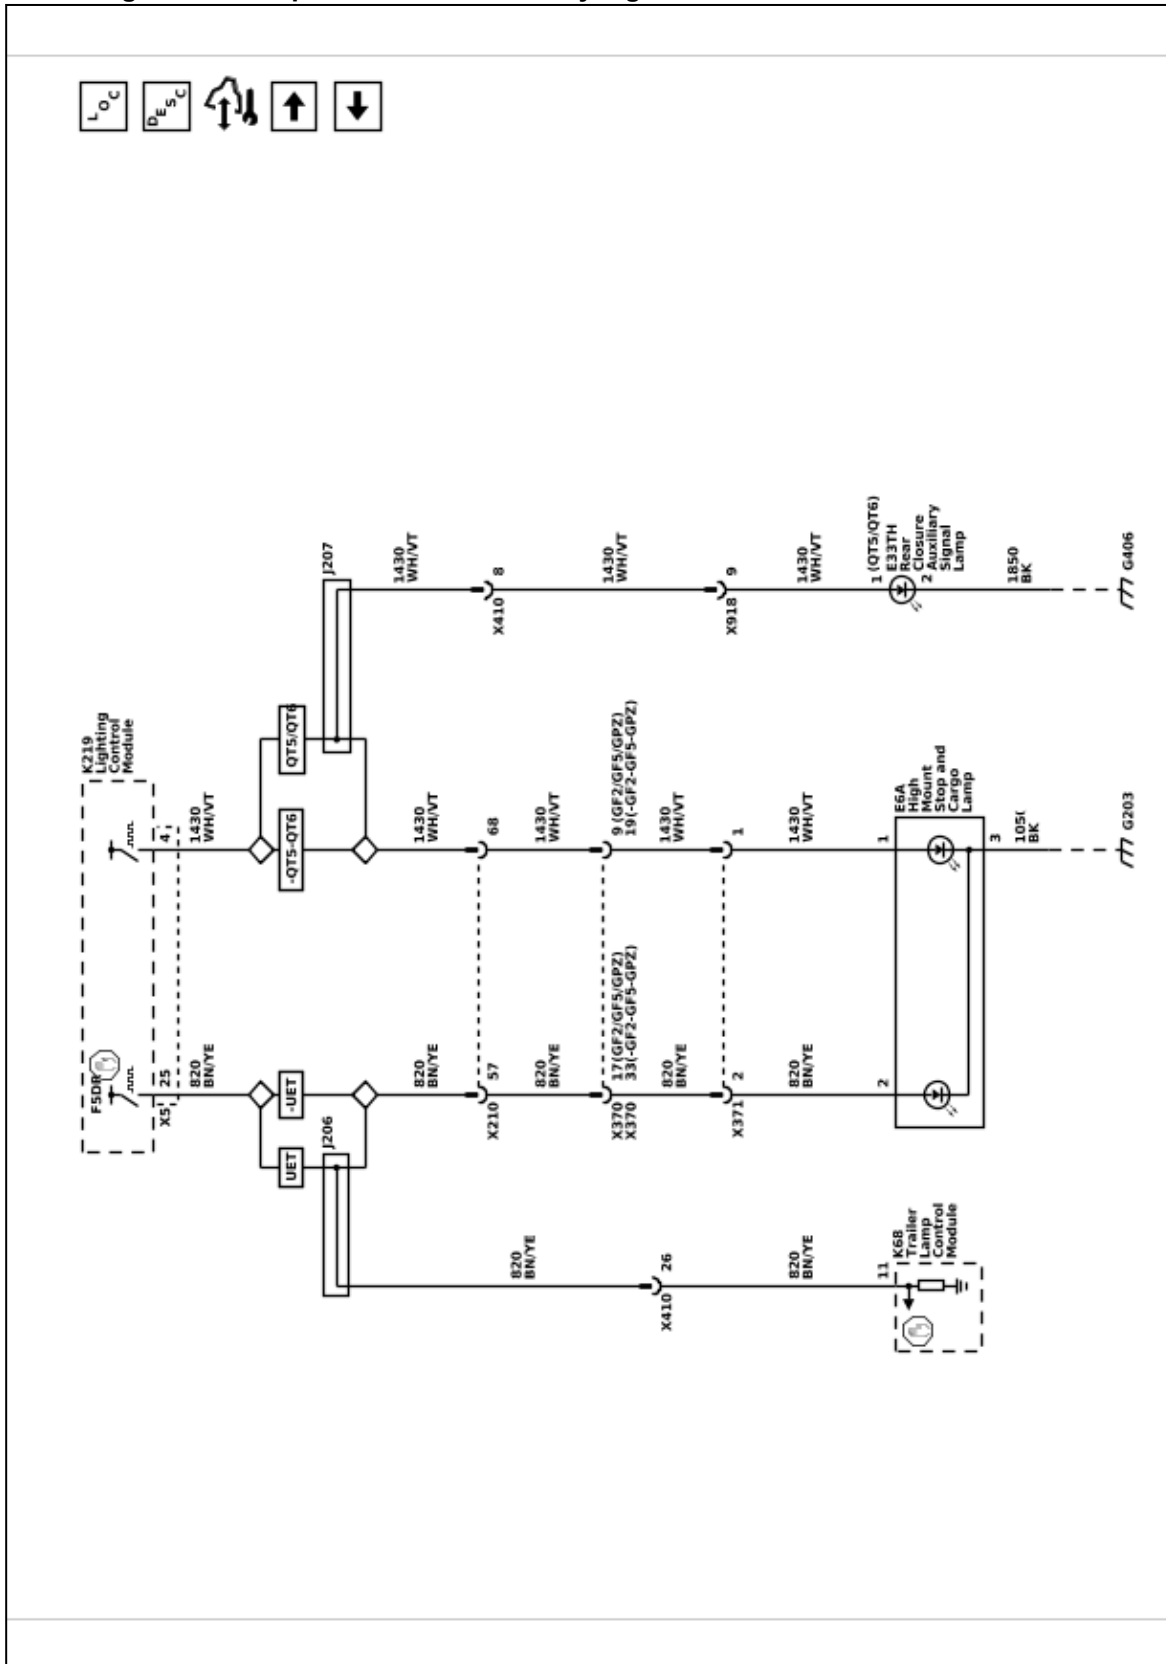 LOC
DESC
K219
Lighting
Control
Module
F5DR
X5
25
4
820
BN/YE
1430
WH/VT
UET
-UET
-QT5-QT6
QT5/QT6
J206
J207
820
BN/YE
1430
WH/VT
1430
WH/VT
X210
57
68
X410
8
820
BN/YE
820
BN/YE
1430
WH/VT
1430
WH/VT
X370
X370
17(GF2/GF5/GPZ)
33(-GF2-GF5-GPZ)
9 (GF2/GF5/GPZ)
19(-GF2-GF5-GPZ)
X410
26
820
BN/YE
1430
WH/VT
X371
2
1
X918
9
820
BN/YE
820
BN/YE
1430
WH/VT
1430
WH/VT
11
K68
Trailer
Lamp
Control
Module
2
1
E6A
High
Mount
Stop and
Cargo
Lamp
3
1 (QT5/QT6)
E33TH
Rear
Closure
2 Auxiliary
Signal
Lamp
105(
BK
1850
BK
G203
G406